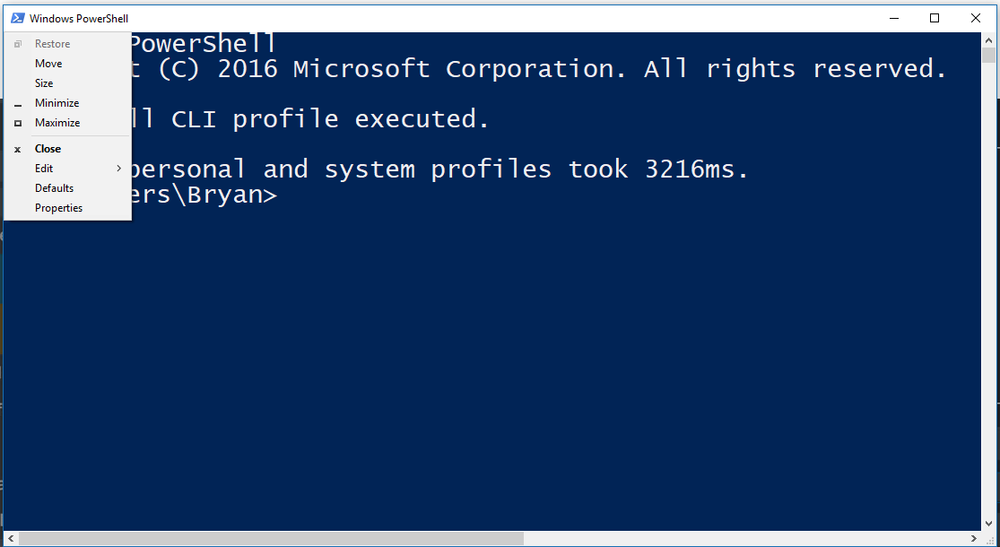 Windows PowerShell
Restore
Move
Size
Minimize
Maximize
Close
Edit
Defaults
Properties
PowerShell
t (C) 2016 Microsoft Corporation. All rights reserved.
ll CLI profile executed.
personal and system profiles took 3216ms.
ers\Bryan>